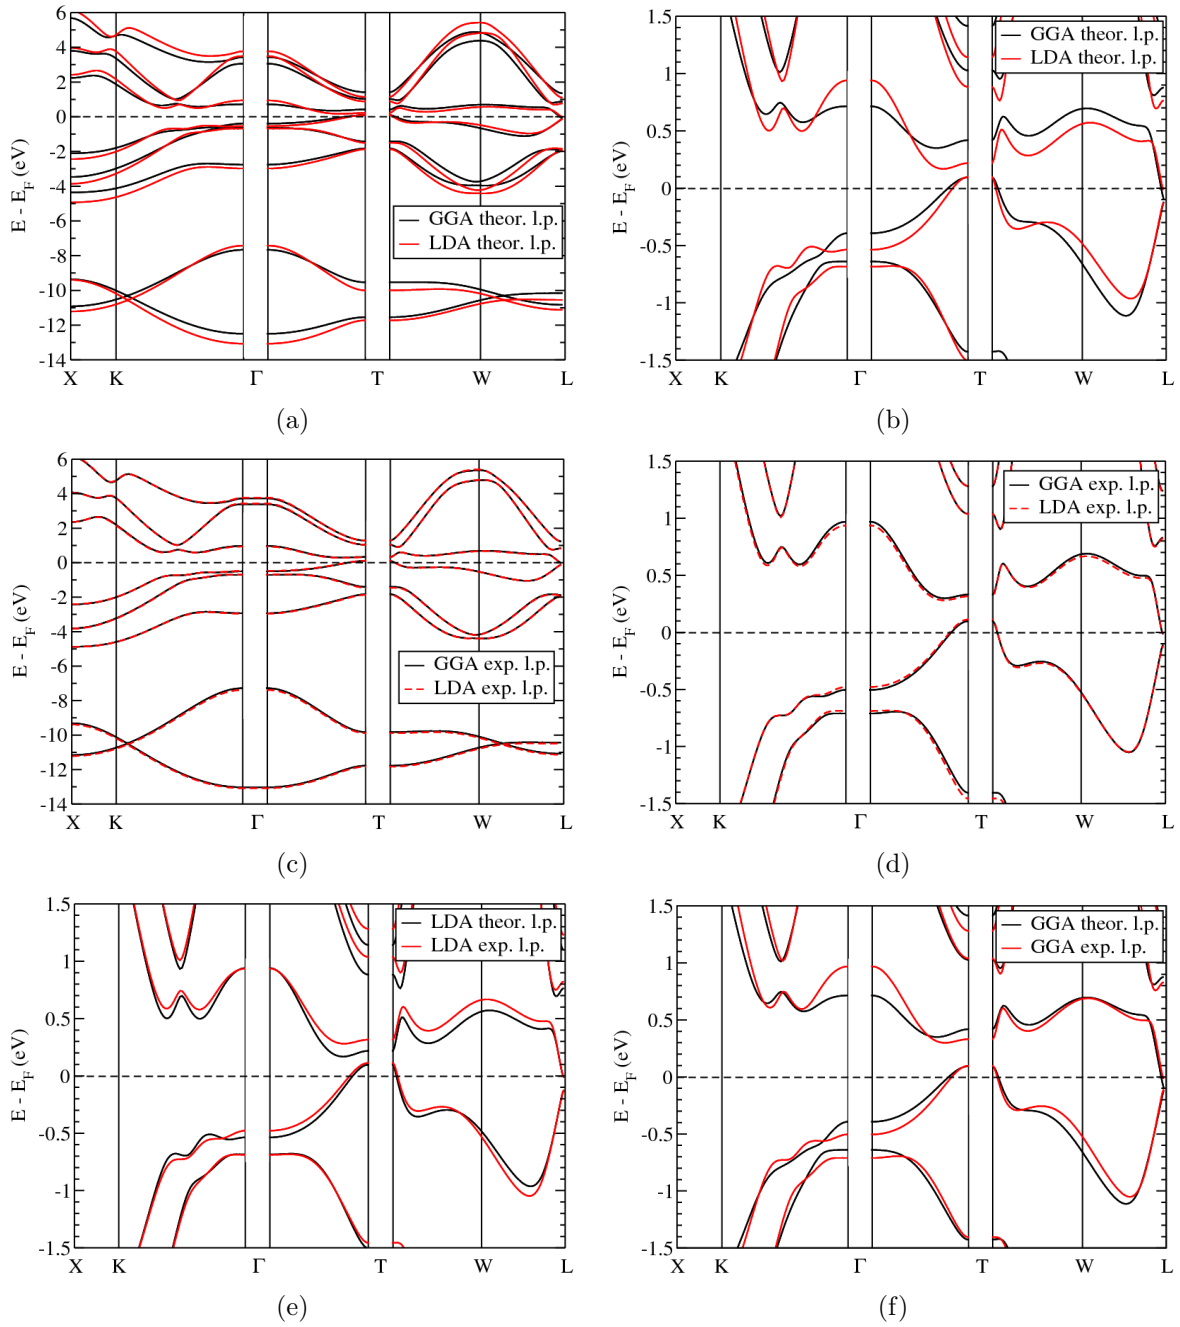 6
4
2
0
-2
-4
-6
-8
-10
-12
-14
E - E_F (eV)
GGA theor. l.p.
LDA theor. l.p.
X K Γ T W L
(a)
1.5
1
0.5
0
-0.5
-1
-1.5
E - E_F (eV)
GGA theor. l.p.
LDA theor. l.p.
X K Γ T W L
(b)
6
4
2
0
-2
-4
-6
-8
-10
-12
-14
E - E_F (eV)
GGA exp. l.p.
LDA exp. l.p.
X K Γ T W L
(c)
1.5
1
0.5
0
-0.5
-1
-1.5
E - E_F (eV)
GGA exp. l.p.
LDA exp. l.p.
X K Γ T W L
(d)
1.5
1
0.5
0
-0.5
-1
-1.5
E - E_F (eV)
LDA theor. l.p.
LDA exp. l.p.
X K Γ T W L
(e)
1.5
1
0.5
0
-0.5
-1
-1.5
E - E_F (eV)
GGA theor. l.p.
GGA exp. l.p.
X K Γ T W L
(f)